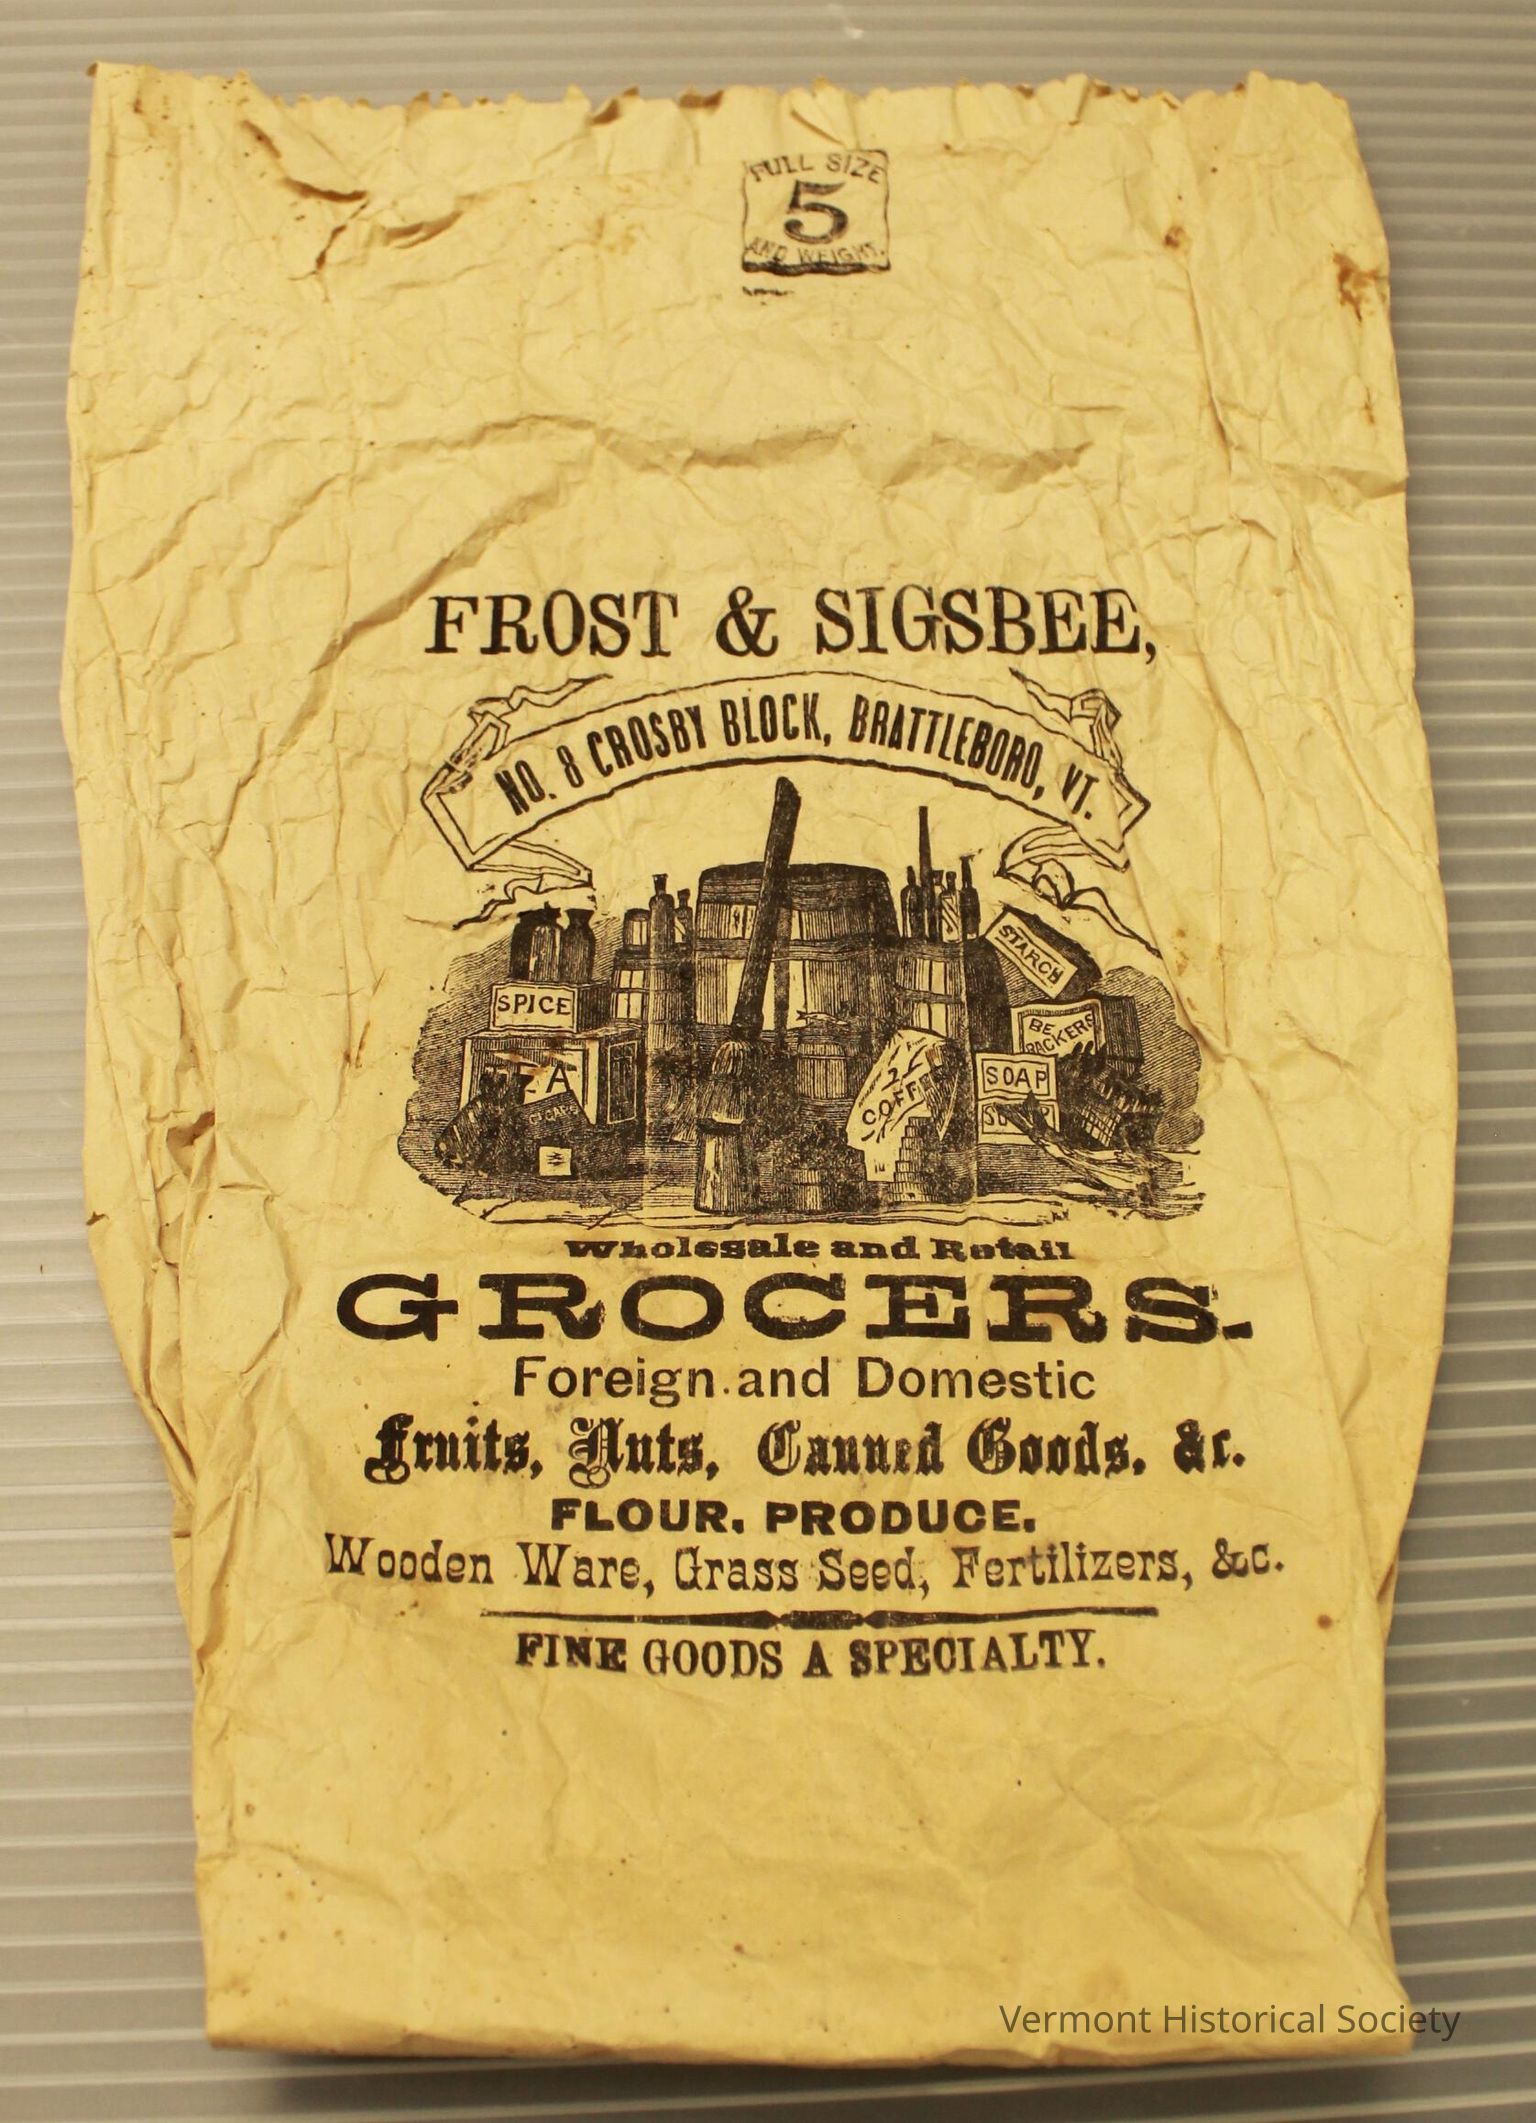 FULL SIZE
5
AND WEIGHT.
FROST & SIGSBEE,
NO. 8 CROSBY BLOCK, BRATTLEBORO, VT.
STARCH
SPICE
SOAP
COFFEE
Wholesale and Retail
GROCERS.
Foreign and Domestic
Fruits, Nuts, Canned Goods, &c.
FLOUR. PRODUCE.
Wooden Ware, Grass Seed, Fertilizers, &c.
FINE GOODS A SPECIALTY.
Vermont Historical Society